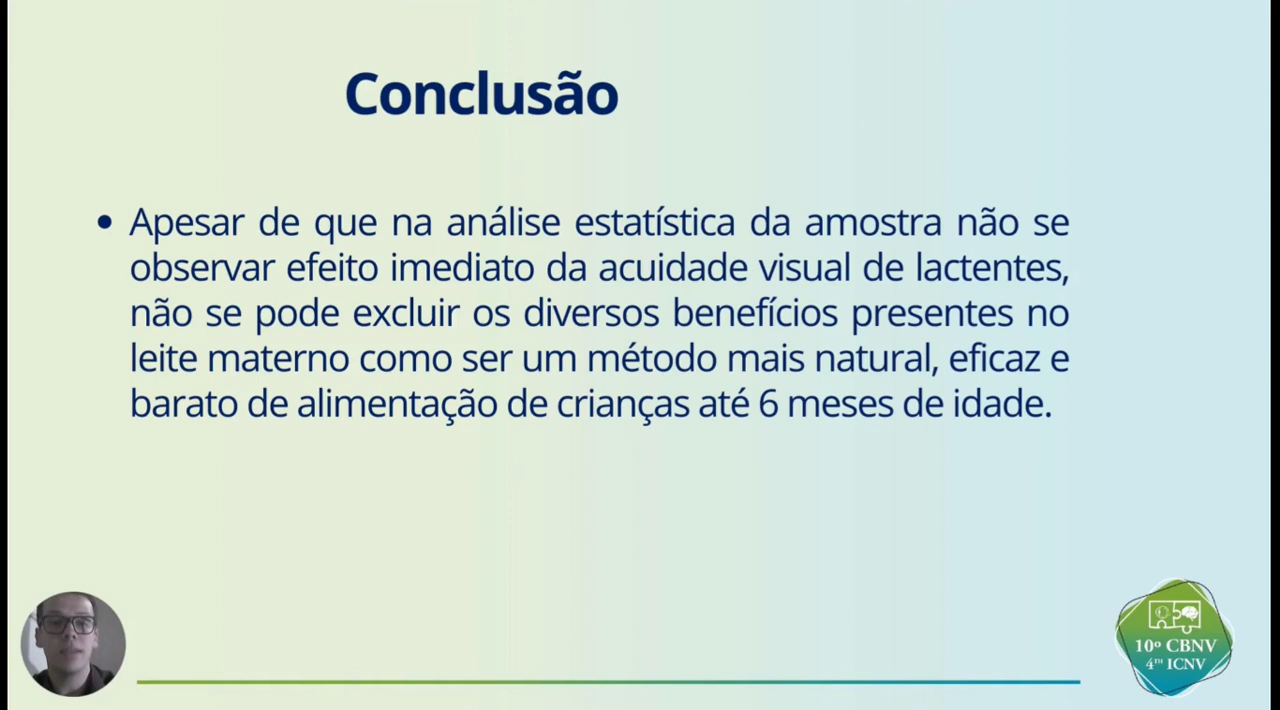 Conclusão
• Apesar de que na análise estatística da amostra não se
observar efeito imediato da acuidade visual de lactentes,
não se pode excluir os diversos benefícios presentes no
leite materno como ser um método mais natural, eficaz e
barato de alimentação de crianças até 6 meses de idade.
10º CBNV
4ᵀᴴ ICNV